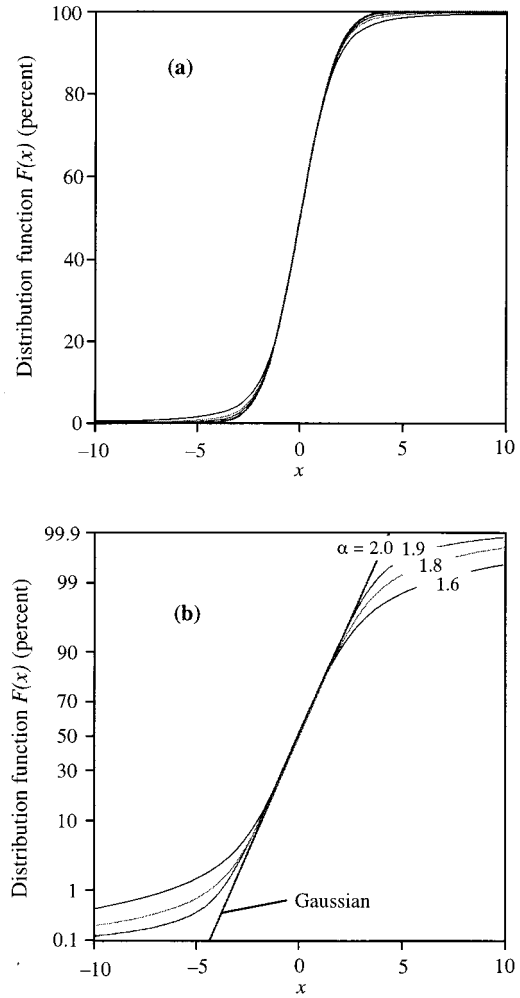 100
80
60
40
20
0
Distribution function F(x) (percent)
(a)
−10 −5 0 5 10
x
99.9
99
90
70
50
30
10
1
0.1
Distribution function F(x) (percent)
(b)
α = 2.0 1.9
1.8
1.6
Gaussian
−10 −5 0 5 10
x